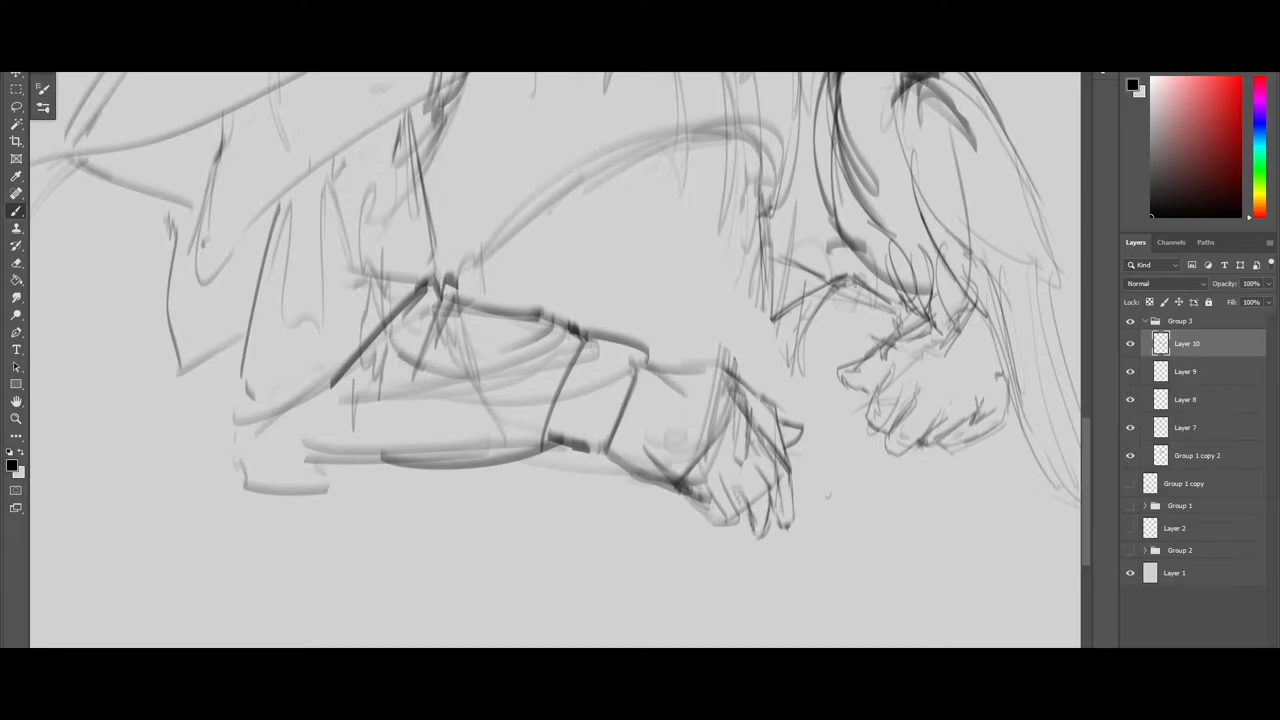 Layers Channels Paths
Kind
Normal Opacity: 100%
Lock: Fill: 100%
Group 3
Layer 10
Layer 9
Layer 8
Layer 7
Group 1 copy 2
Group 1 copy
Group 1
Layer 2
Group 2
Layer 1